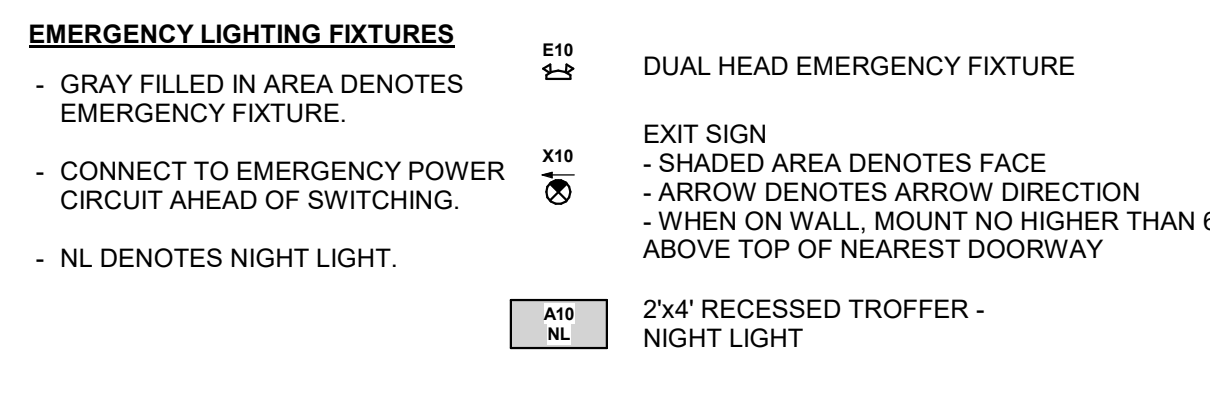 EMERGENCY LIGHTING FIXTURES
- GRAY FILLED IN AREA DENOTES
EMERGENCY FIXTURE.
- CONNECT TO EMERGENCY POWER
CIRCUIT AHEAD OF SWITCHING.
- NL DENOTES NIGHT LIGHT.
E10
DUAL HEAD EMERGENCY FIXTURE
X10
EXIT SIGN
- SHADED AREA DENOTES FACE
- ARROW DENOTES ARROW DIRECTION
- WHEN ON WALL, MOUNT NO HIGHER THAN
ABOVE TOP OF NEAREST DOORWAY
A10
NL
2'x4' RECESSED TROFFER -
NIGHT LIGHT